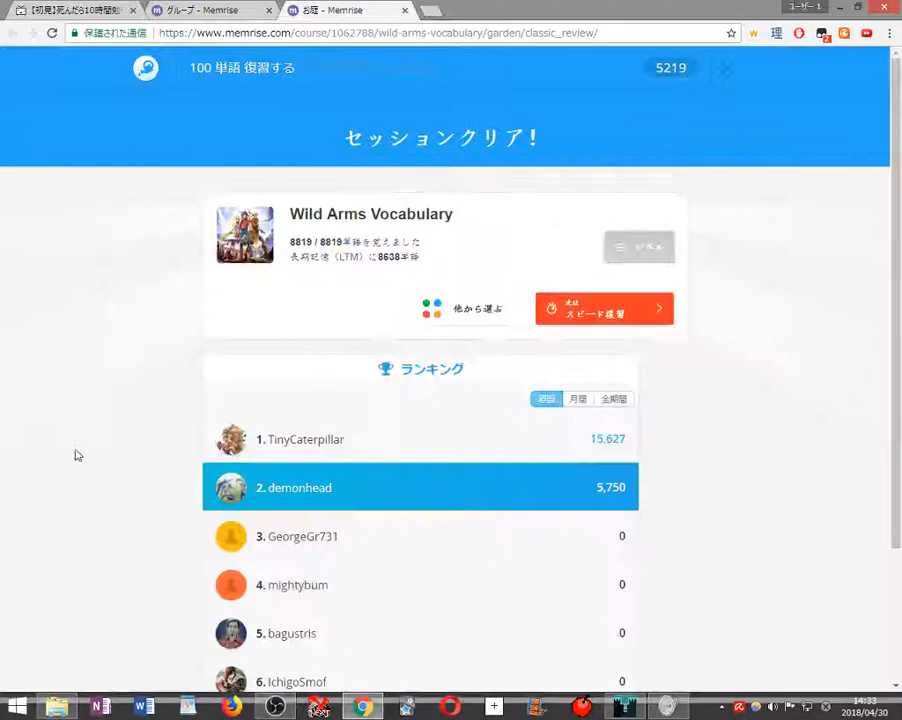 【初見】死んだら10時間勉
グループ - Memrise
お庭 - Memrise
ユーザー 1
保護された通信
https://www.memrise.com/course/1062788/wild-arms-vocabulary/garden/classic_review/
100 単語 復習する
5219
セッションクリア!
Wild Arms Vocabulary
8819 / 8819単語を覚えました
長期記憶（LTM）に8638単語
他から選ぶ
次は
スピード復習
ランキング
週間 月間 全期間
1. TinyCaterpillar 15,627
2. demonhead 5,750
3. GeorgeGr731 0
4. mightybum 0
5. bagustris 0
6. IchigoSmof 0
14:33
2018/04/30